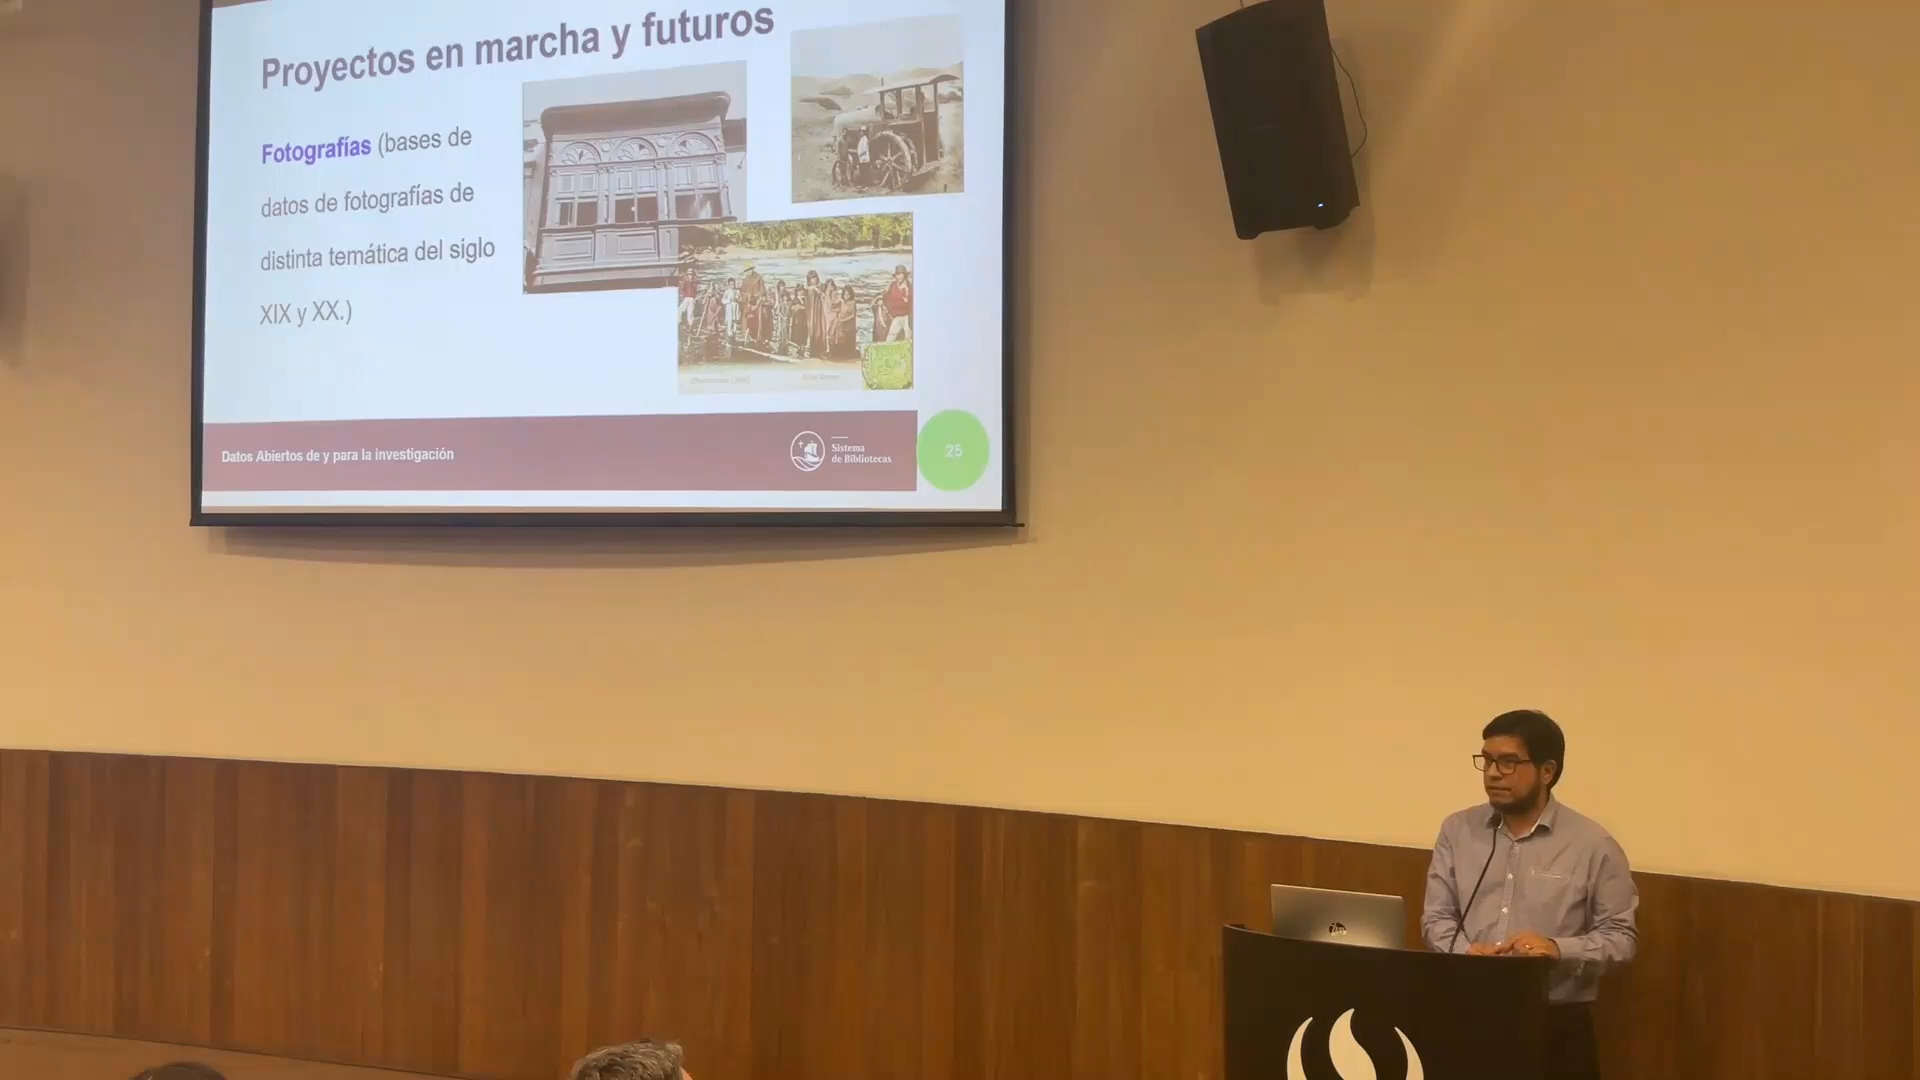 Proyectos en marcha y futuros
Fotografías (bases de
datos de fotografías de
distinta temática del siglo
XIX y XX.)
Datos Abiertos de y para la investigación
Sistema
de Bibliotecas
25